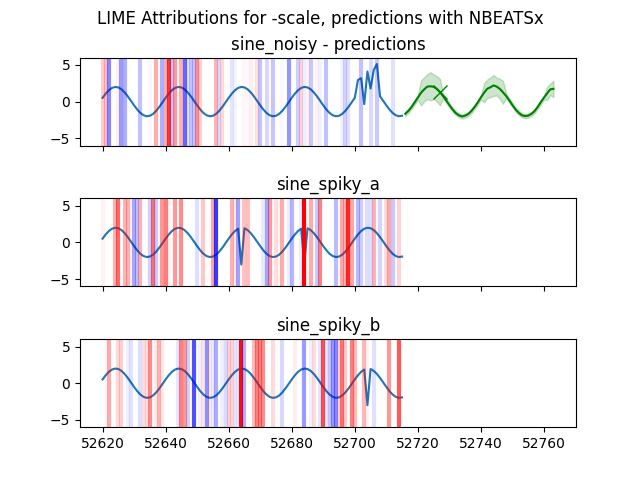 LIME Attributions for -scale, predictions with NBEATSx
sine_noisy - predictions
5
0
−5
sine_spiky_a
5
0
−5
sine_spiky_b
5
0
−5
52620 52640 52660 52680 52700 52720 52740 52760